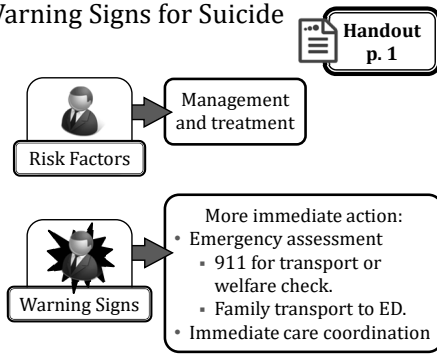 Warning Signs for Suicide
Handout
p. 1
Management
and treatment
Risk Factors
More immediate action:
• Emergency assessment
▪ 911 for transport or
welfare check.
▪ Family transport to ED.
• Immediate care coordination
Warning Signs